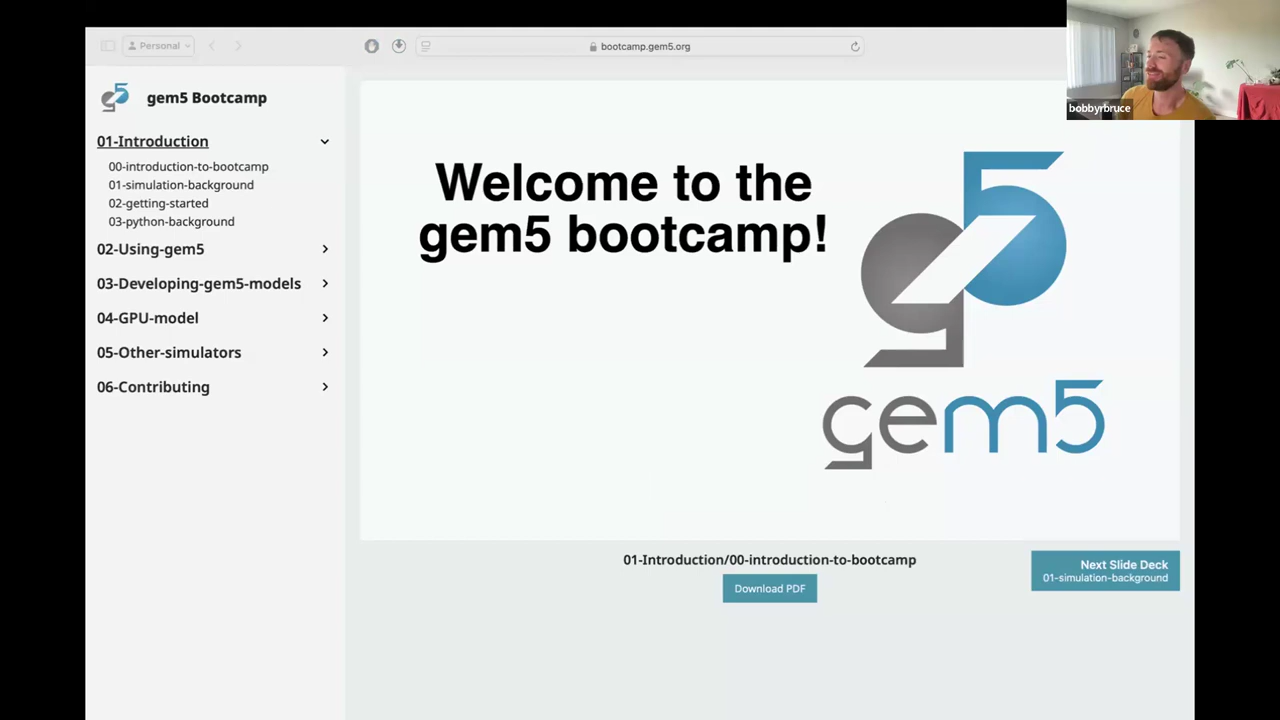 Personal
bootcamp.gem5.org
bobbyrbruce
gem5 Bootcamp
01-Introduction
00-introduction-to-bootcamp
01-simulation-background
02-getting-started
03-python-background
02-Using-gem5
03-Developing-gem5-models
04-GPU-model
05-Other-simulators
06-Contributing
Welcome to the
gem5 bootcamp!
g5
gem5
01-Introduction/00-introduction-to-bootcamp
Download PDF
Next Slide Deck
01-simulation-background